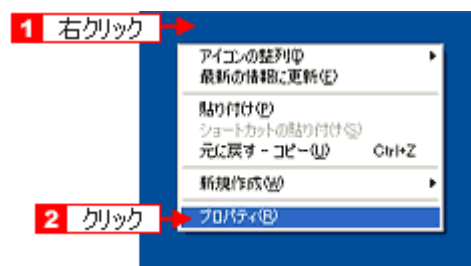 1 右クリック
アイコンの整列(I)
最新の情報に更新(E)
貼り付け(P)
ショートカットの貼り付け(S)
元に戻す - コピー(U) Ctrl+Z
新規作成(W)
2 クリック
プロパティ(R)